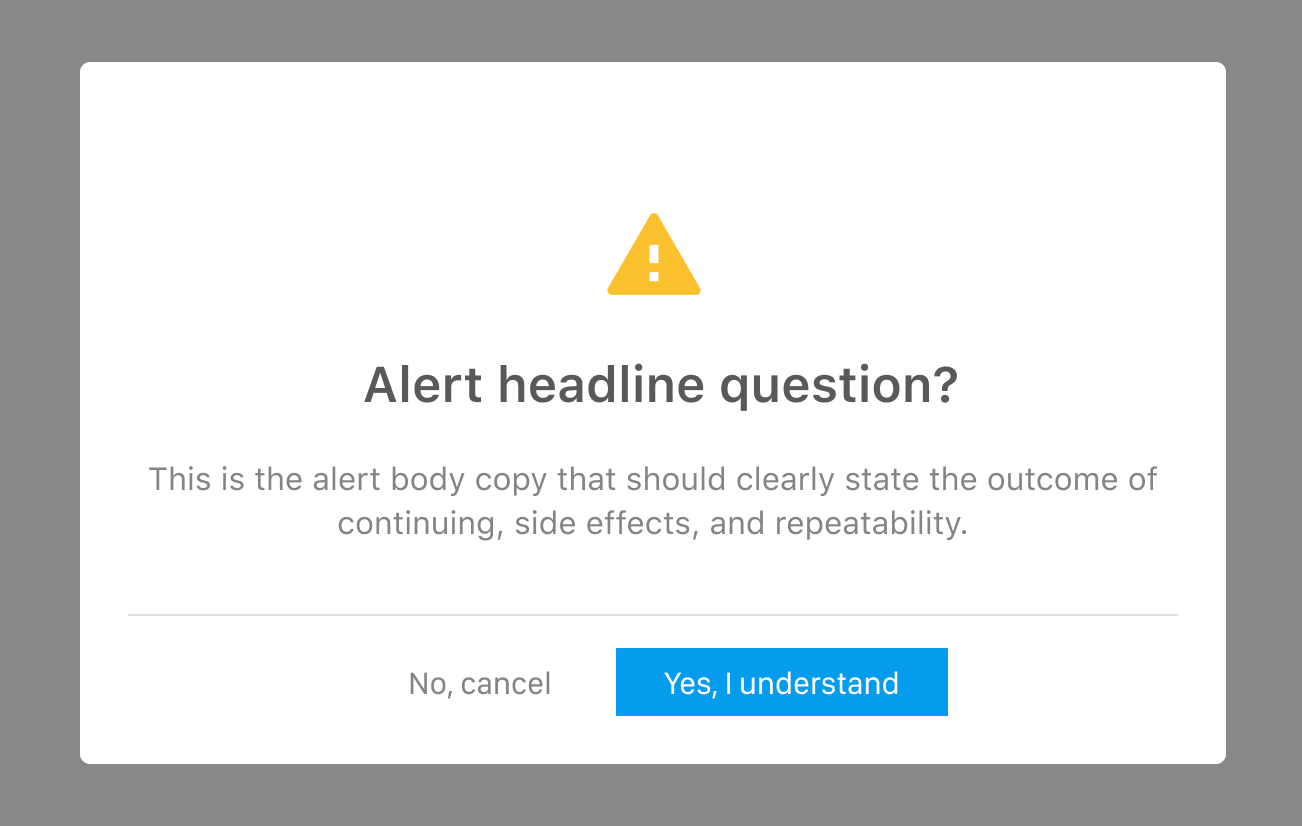 Alert headline question?
This is the alert body copy that should clearly state the outcome of
continuing, side effects, and repeatability.
No, cancel
Yes, I understand